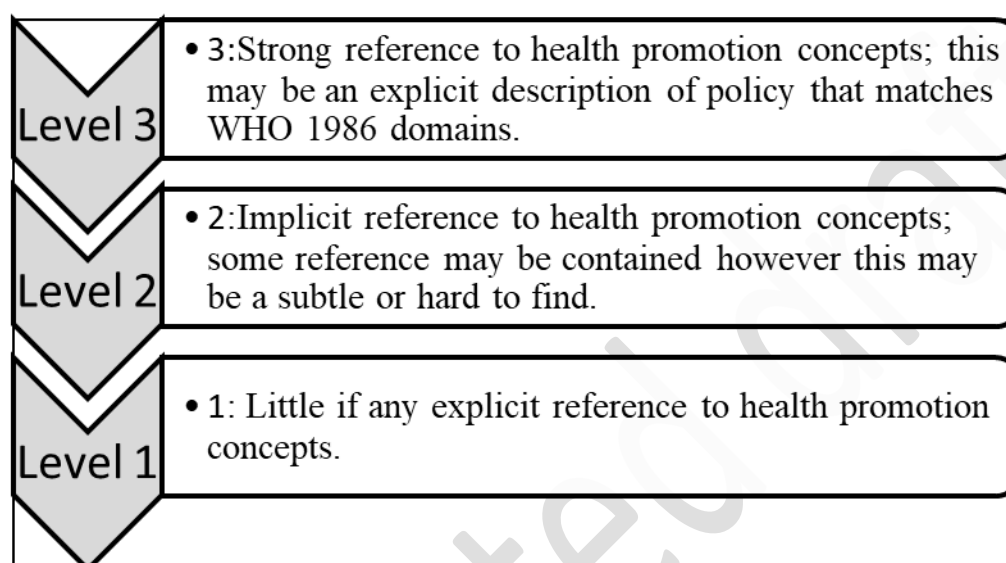 Level 3
• 3:Strong reference to health promotion concepts; this
may be an explicit description of policy that matches
WHO 1986 domains.
Level 2
• 2:Implicit reference to health promotion concepts;
some reference may be contained however this may
be a subtle or hard to find.
Level 1
• 1: Little if any explicit reference to health promotion
concepts.